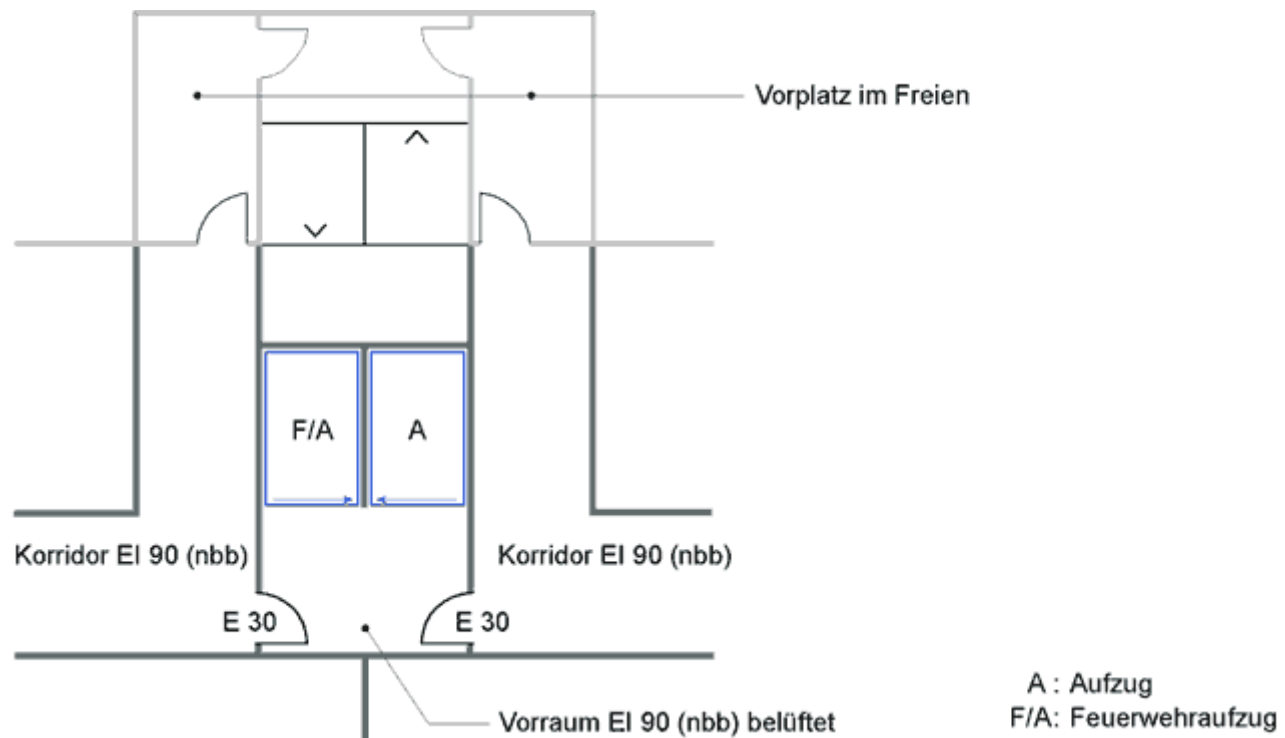 Vorplatz im Freien
F/A
A
Korridor EI 90 (nbb)
Korridor EI 90 (nbb)
E 30
E 30
Vorraum EI 90 (nbb) belüftet
A : Aufzug
F/A: Feuerwehraufzug